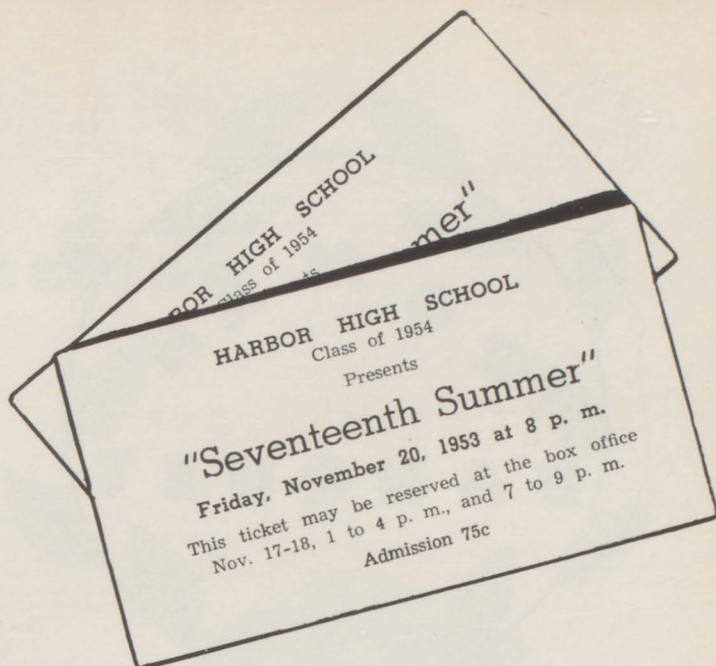 HIGH SCHOOL
Class of 1954
HARBOR HIGH SCHOOL
Class of 1954
Presents
"Seventeenth Summer"
Friday, November 20, 1953 at 8 p. m.
This ticket may be reserved at the box office
Nov. 17-18, 1 to 4 p. m., and 7 to 9 p. m.
Admission 75c